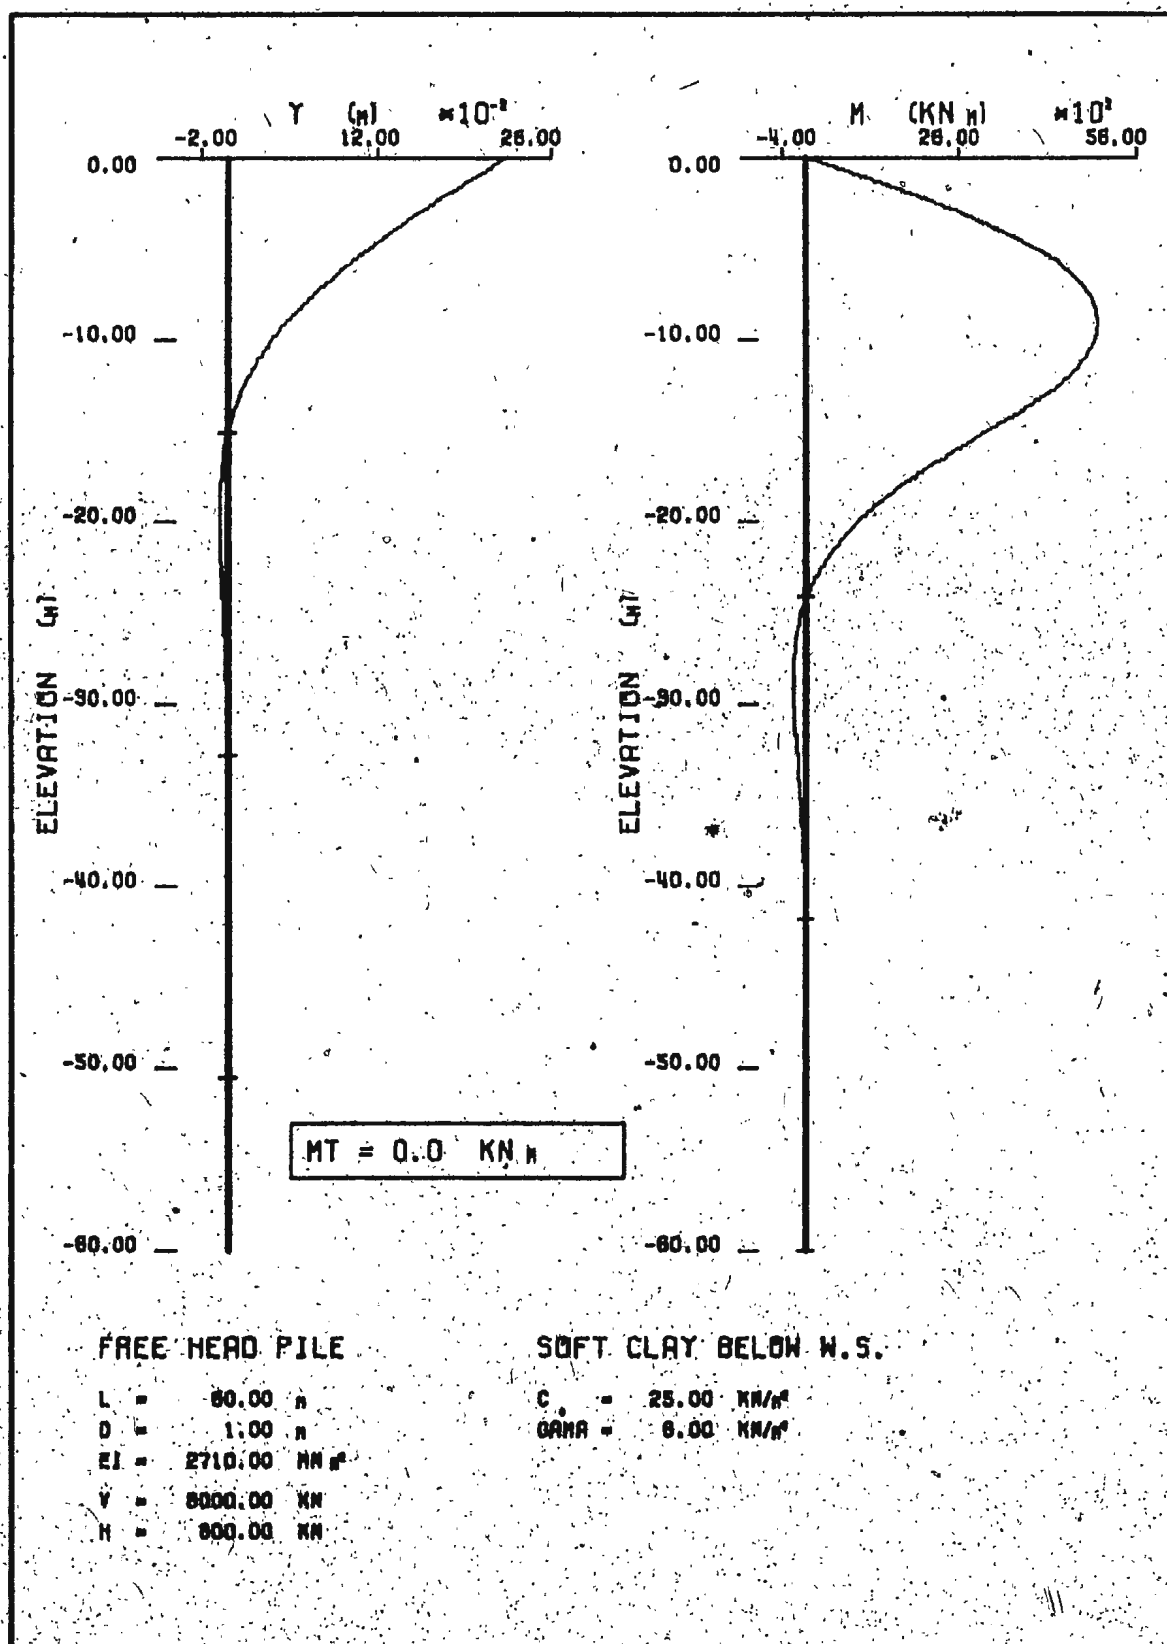 Y (M) *10⁻²
-2.00 12.00 26.00
0.00
-10.00
-20.00
-30.00
-40.00
-50.00
-60.00
ELEVATION (M)
M (KN M) *10²
-4.00 26.00 56.00
0.00
-10.00
-20.00
-30.00
-40.00
-50.00
-60.00
ELEVATION (M)
MT = 0.0 KN M
FREE HEAD PILE
L = 60.00 M
D = 1.00 M
EI = 2710.00 MN M²
V = 8000.00 KN
H = 800.00 KN
SOFT CLAY BELOW W.S.
C = 25.00 KN/M²
GAMA = 6.00